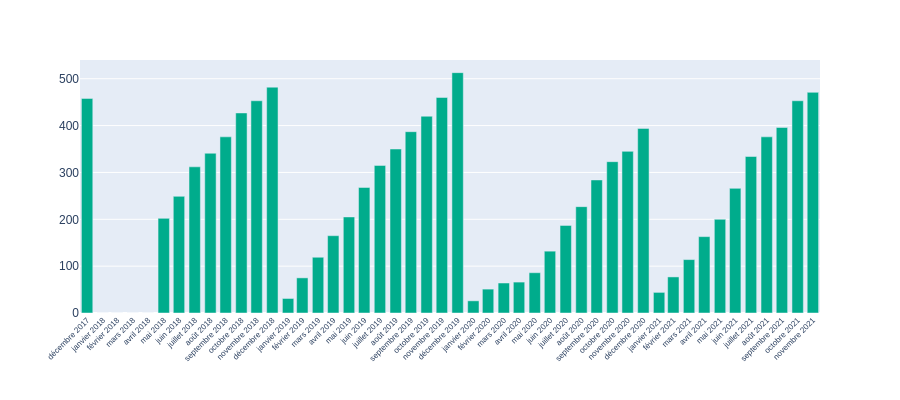 500
400
300
200
100
0
décembre 2017
janvier 2018
février 2018
mars 2018
avril 2018
mai 2018
juin 2018
juillet 2018
août 2018
septembre 2018
octobre 2018
novembre 2018
décembre 2018
janvier 2019
février 2019
mars 2019
avril 2019
mai 2019
juin 2019
juillet 2019
août 2019
septembre 2019
octobre 2019
novembre 2019
décembre 2019
janvier 2020
février 2020
mars 2020
avril 2020
mai 2020
juin 2020
juillet 2020
août 2020
septembre 2020
octobre 2020
novembre 2020
décembre 2020
janvier 2021
février 2021
mars 2021
avril 2021
mai 2021
juin 2021
juillet 2021
août 2021
septembre 2021
octobre 2021
novembre 2021